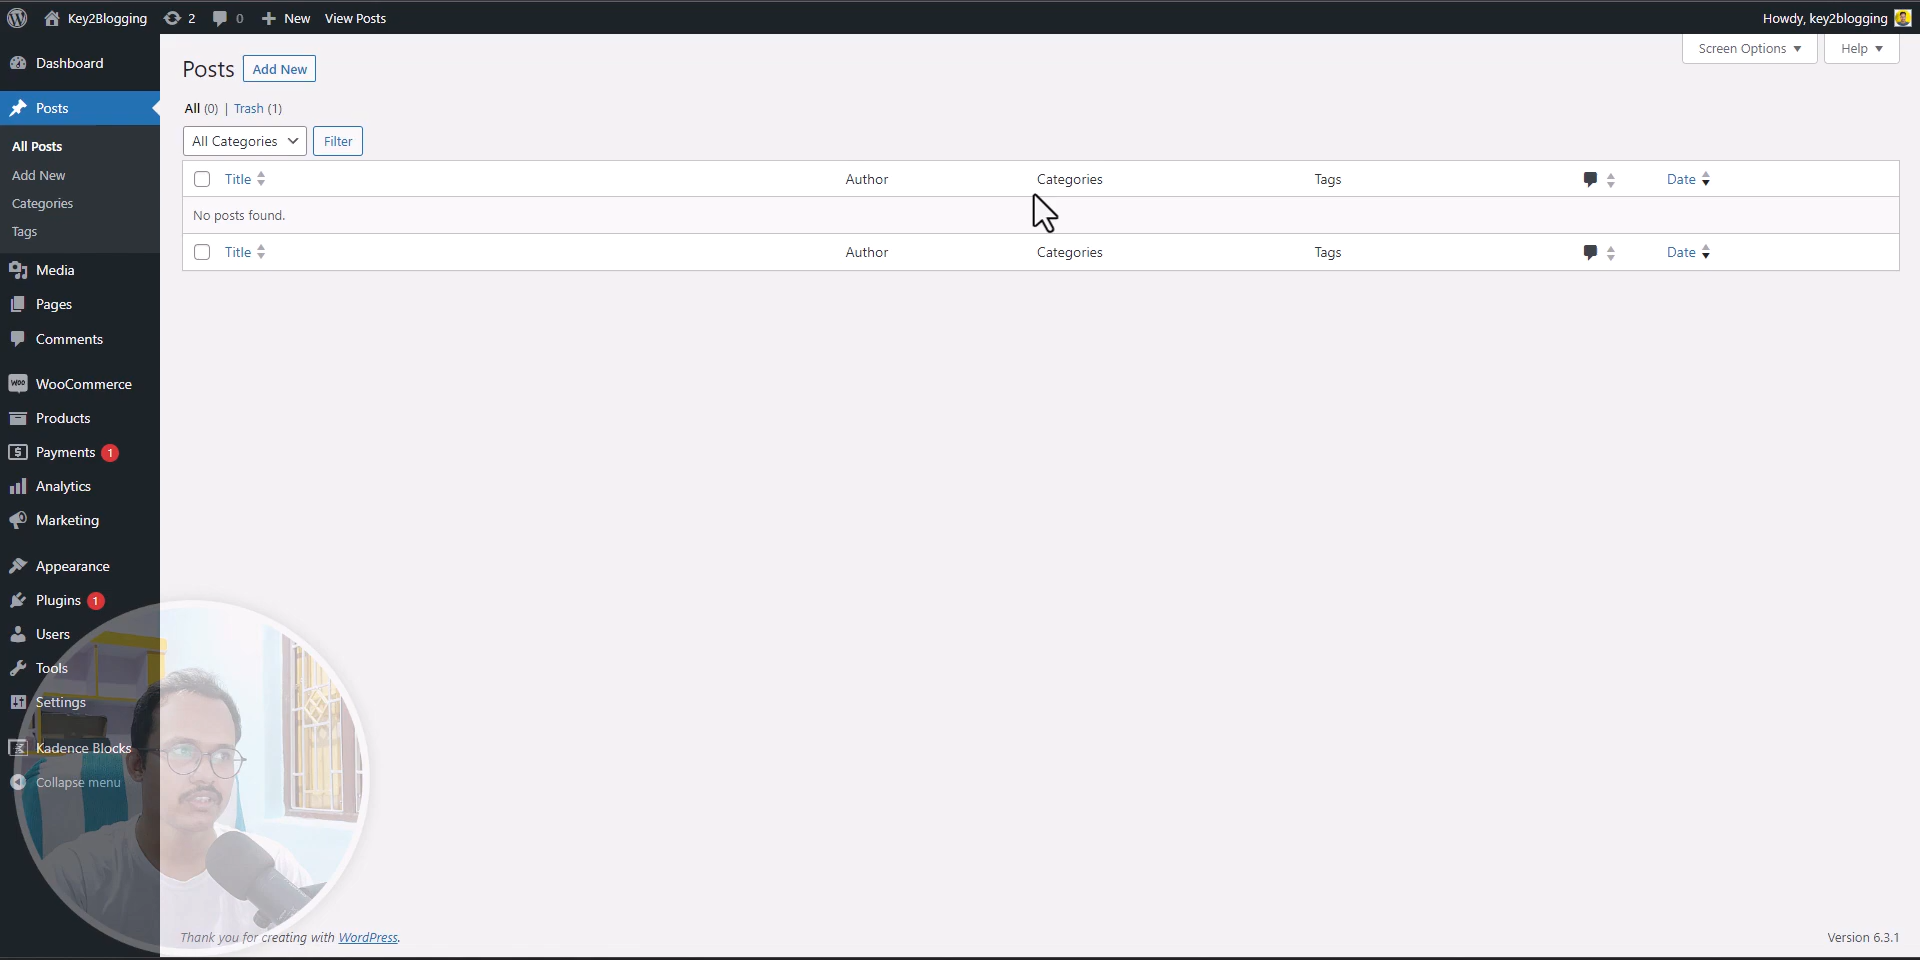 Key2Blogging 2 0 New View Posts Howdy, key2blogging
Screen Options Help
Dashboard
Posts
All Posts
Add New
Categories
Tags
Media
Pages
Comments
WooCommerce
Products
Payments 1
Analytics
Marketing
Appearance
Plugins 1
Users
Tools
Settings
Kadence Blocks
Collapse menu
Posts Add New
All (0) | Trash (1)
All Categories Filter
Title Author Categories Tags Date
No posts found.
Title Author Categories Tags Date
Thank you for creating with WordPress. Version 6.3.1